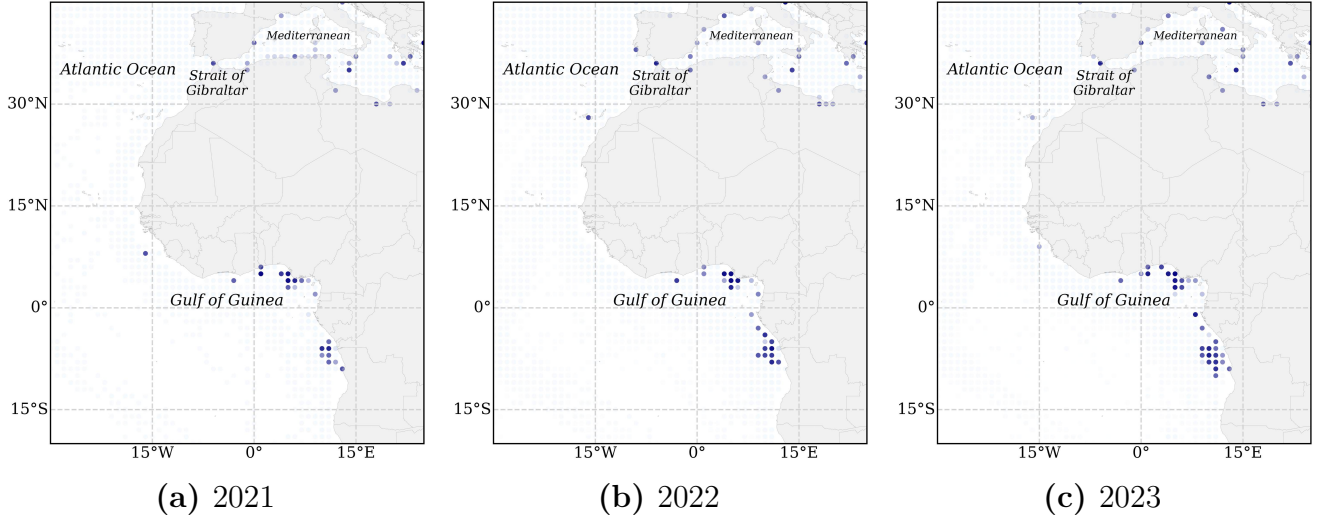 Mediterranean
Atlantic Ocean
Strait of
Gibraltar
30°N
15°N
Gulf of Guinea
0°
15°S
15°W 0° 15°E
(a) 2021
Mediterranean
Atlantic Ocean
Strait of
Gibraltar
30°N
15°N
Gulf of Guinea
0°
15°S
15°W 0° 15°E
(b) 2022
Mediterranean
Atlantic Ocean
Strait of
Gibraltar
30°N
15°N
Gulf of Guinea
0°
15°S
15°W 0° 15°E
(c) 2023